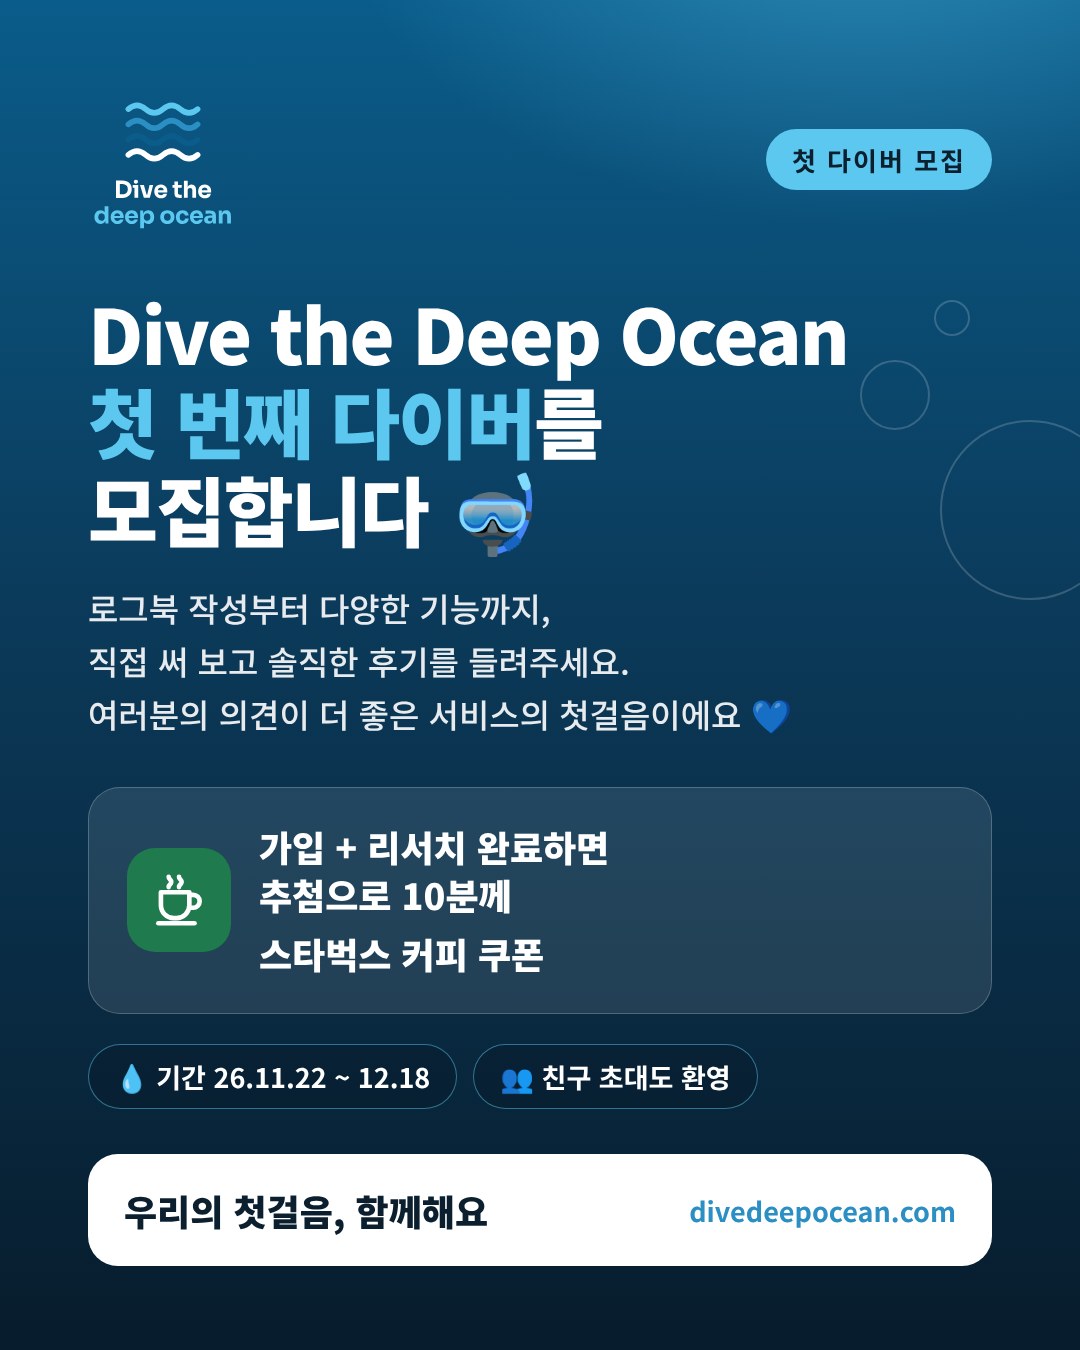 Dive the
deep ocean
첫 다이버 모집
Dive the Deep Ocean
첫 번째 다이버를
모집합니다 🤿
로그북 작성부터 다양한 기능까지,
직접 써 보고 솔직한 후기를 들려주세요.
여러분의 의견이 더 좋은 서비스의 첫걸음이에요 💙
가입 + 리서치 완료하면
추첨으로 10분께
스타벅스 커피 쿠폰
💧 기간 26.11.22 ~ 12.18
👥 친구 초대도 환영
우리의 첫걸음, 함께해요
divedeepocean.com